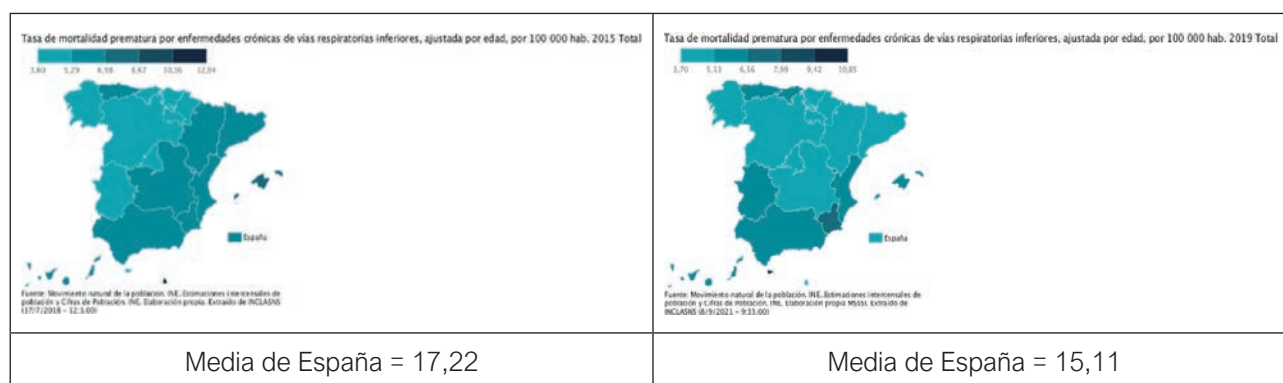 Tasa de mortalidad prematura por enfermedades crónicas de vías respiratorias inferiores, ajustada por edad, por 100 000 hab. 2015 Total
3,60 5,29 6,98 8,67 10,36 12,04
España
Fuente: Movimiento natural de la población. INE. Estimaciones intercensales de
población y Cifras de Población. INE. Elaboración propia. Extraído de INCLASNS
(17/7/2018 – 12:3:00)
Media de España = 17,22
Tasa de mortalidad prematura por enfermedades crónicas de vías respiratorias inferiores, ajustada por edad, por 100 000 hab. 2019 Total
3,70 5,13 6,56 7,99 9,42 10,85
España
Fuente: Movimiento natural de la población. INE. Estimaciones intercensales de
población y Cifras de Población. INE. Elaboración propia MSSSI. Extraído de
INCLASNS (8/9/2021 – 9:33:00)
Media de España = 15,11